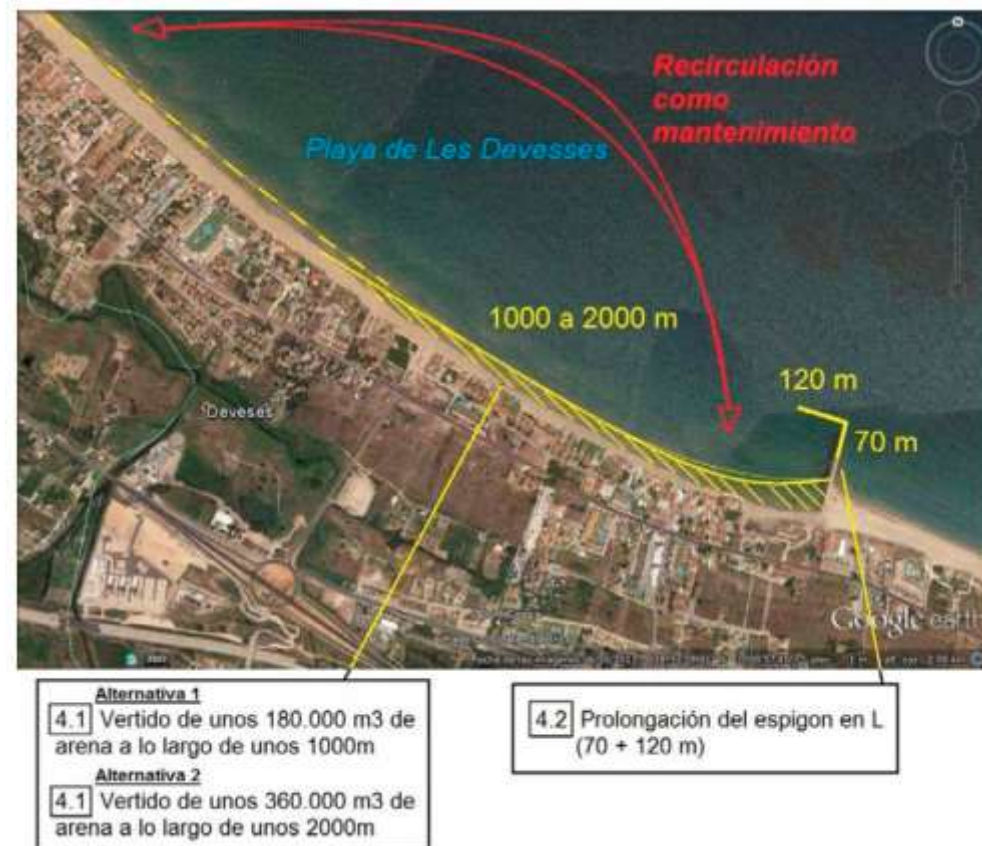 N
Recirculación
como
mantenimiento
Playa de Les Devesses
1000 a 2000 m
120 m
70 m
Deveses
Google earth
Alternativa 1
4.1 Vertido de unos 180.000 m3 de
arena a lo largo de unos 1000m
Alternativa 2
4.1 Vertido de unos 360.000 m3 de
arena a lo largo de unos 2000m
4.2 Prolongación del espigon en L
(70 + 120 m)